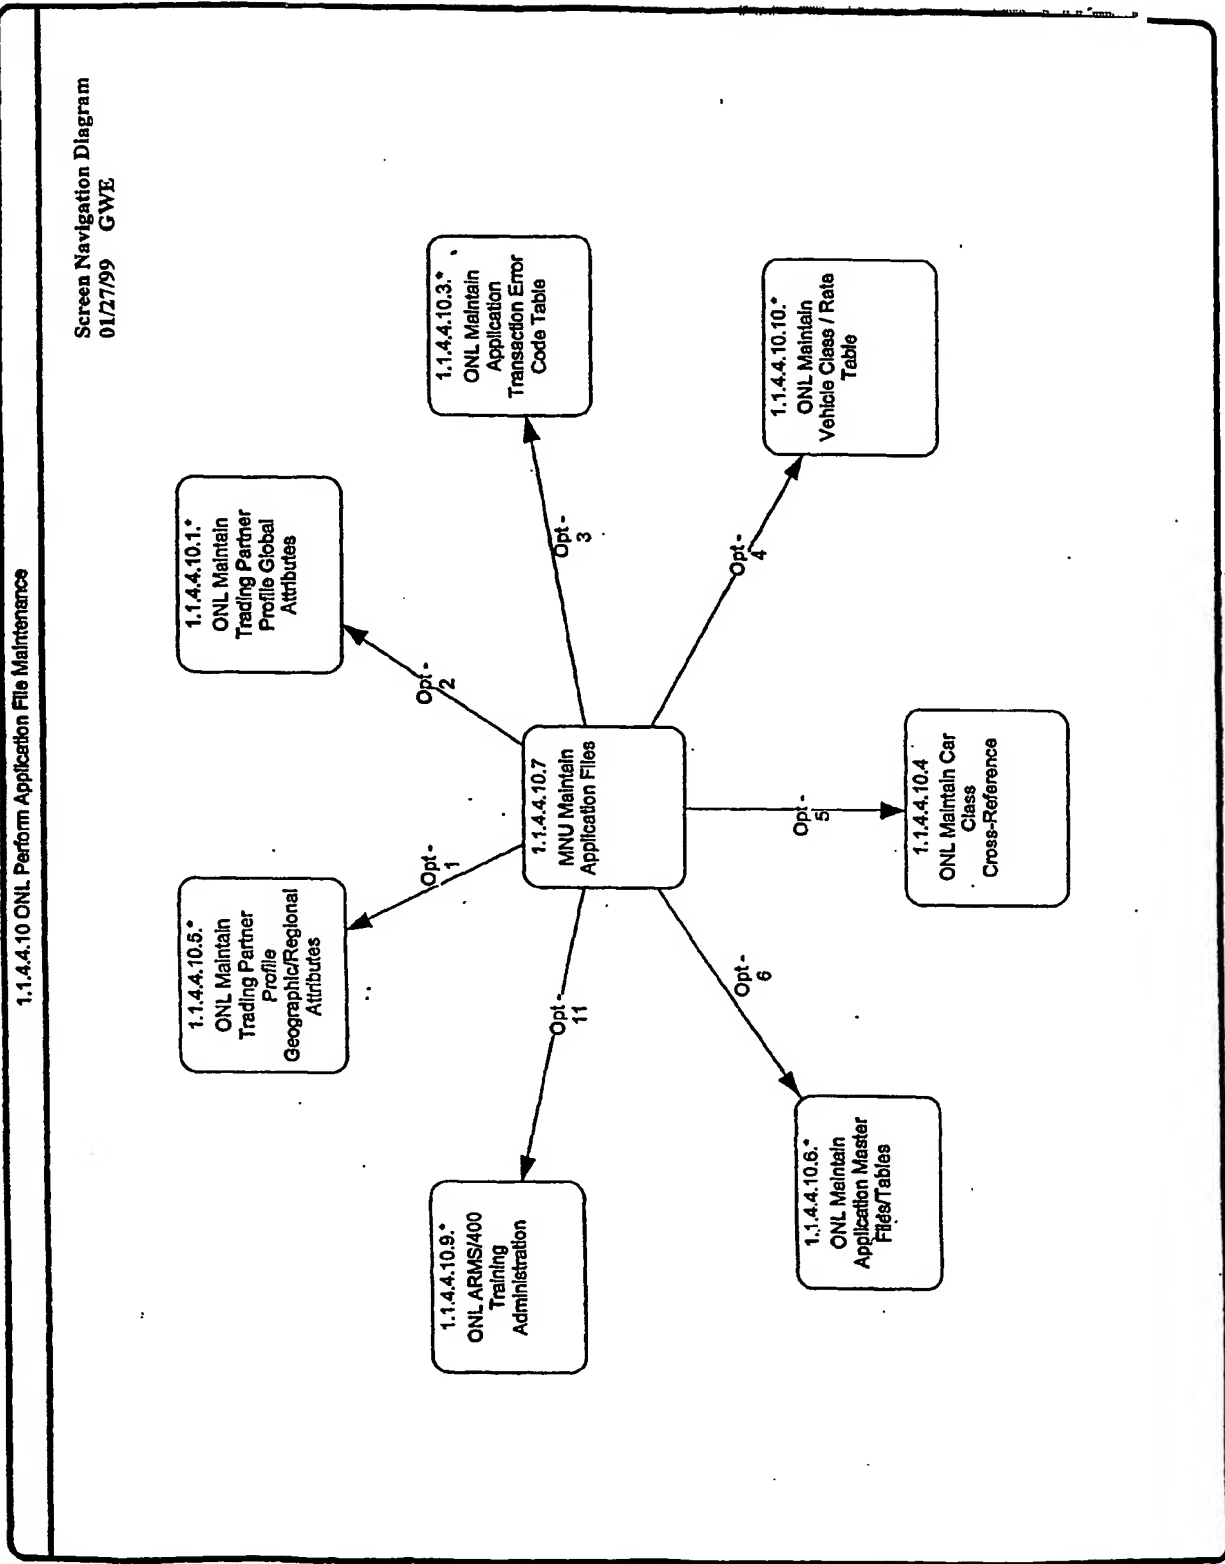 1.1.4.4.10 ONL Perform Application File Maintenance
Screen Navigation Diagram
01/27/99 GWE
1.1.4.4.10.5.*
ONL Maintain
Trading Partner
Profile
Geographic/Regional
Attributes
1.1.4.4.10.1.*
ONL Maintain
Trading Partner
Profile Global
Attributes
Opt -
1
Opt -
2
1.1.4.4.10.9.*
ONL ARMS/400
Training
Administration
1.1.4.4.10.3.*
ONL Maintain
Application
Transaction Error
Code Table
Opt -
11
Opt -
3
1.1.4.4.10.7
MNU Maintain
Application Files
Opt -
6
Opt -
5
Opt -
4
1.1.4.4.10.6.*
ONL Maintain
Application Master
Files/Tables
1.1.4.4.10.4
ONL Maintain Car
Class
Cross-Reference
1.1.4.4.10.10.*
ONL Maintain
Vehicle Class / Rate
Table